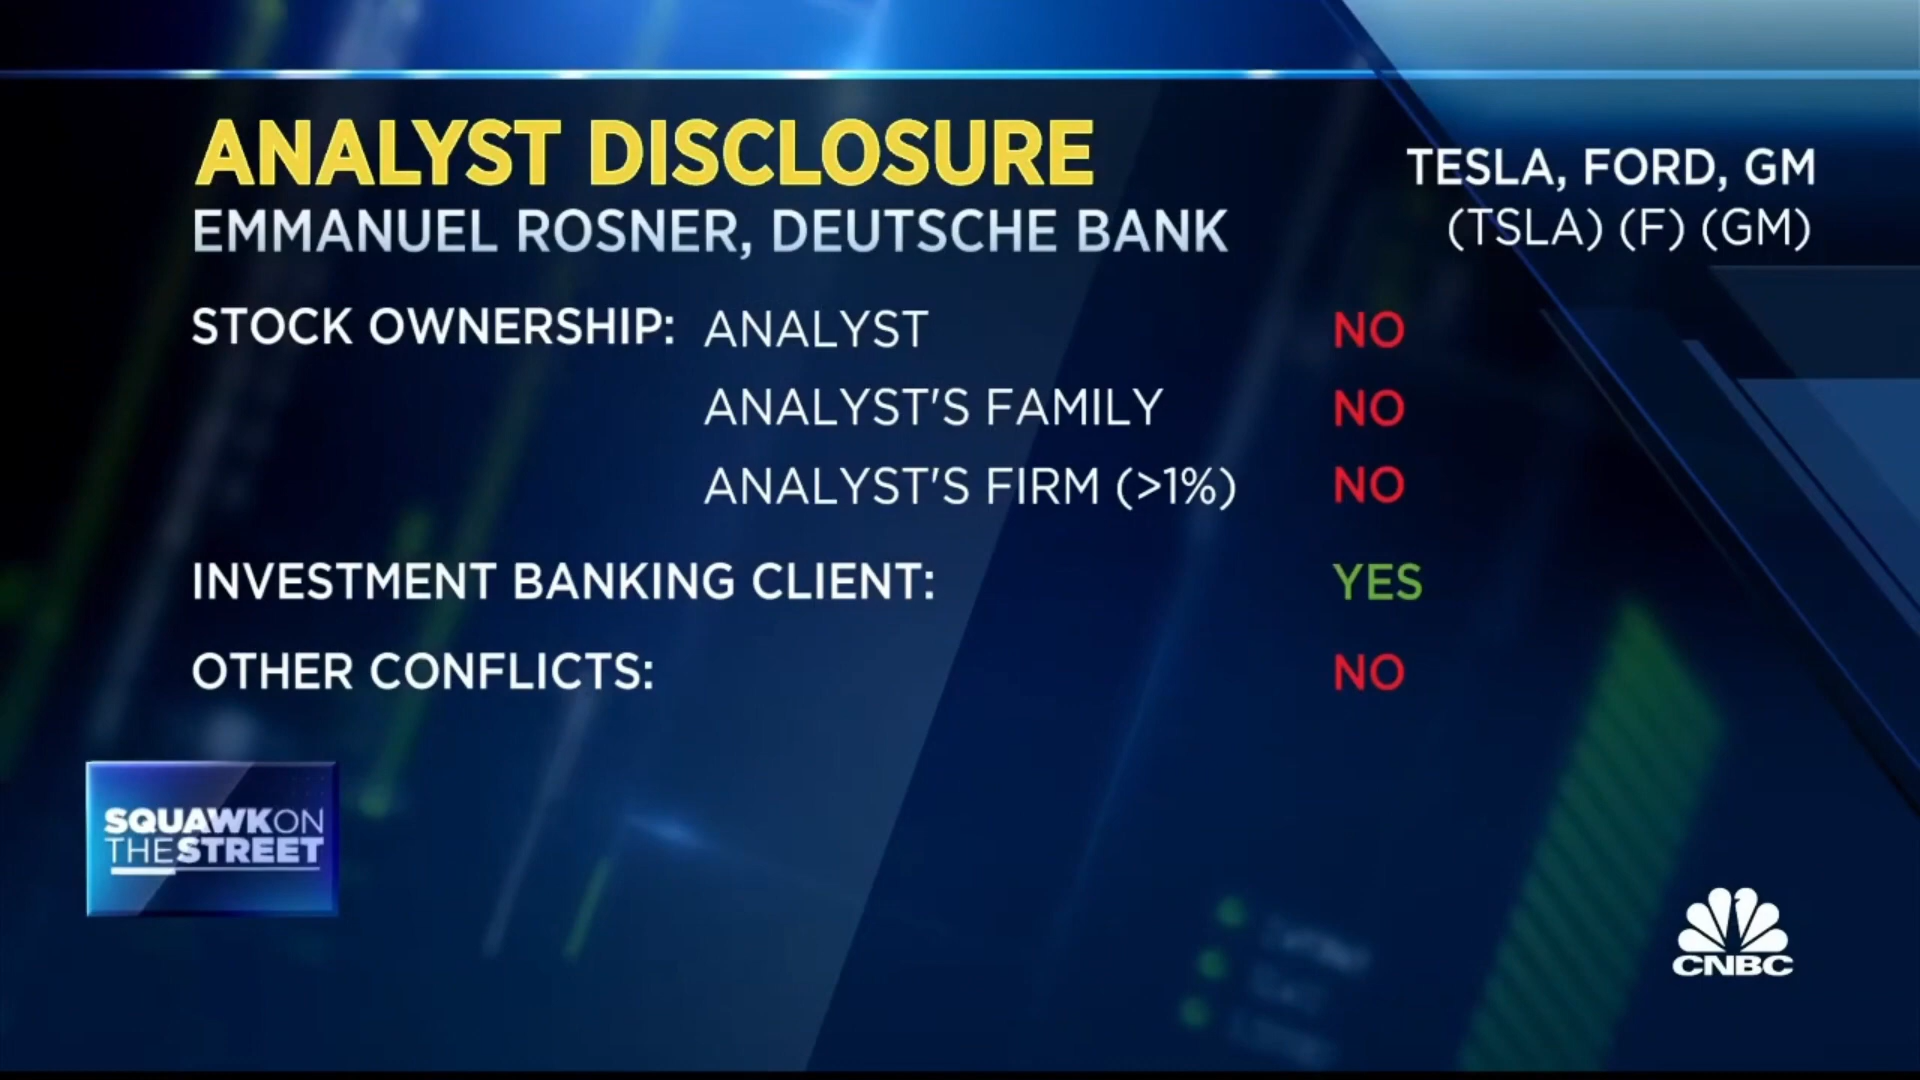 ANALYST DISCLOSURE
EMMANUEL ROSNER, DEUTSCHE BANK
TESLA, FORD, GM
(TSLA) (F) (GM)
STOCK OWNERSHIP: ANALYST NO
ANALYST'S FAMILY NO
ANALYST'S FIRM (>1%) NO
INVESTMENT BANKING CLIENT: YES
OTHER CONFLICTS: NO
SQUAWK ON
THE STREET
CNBC